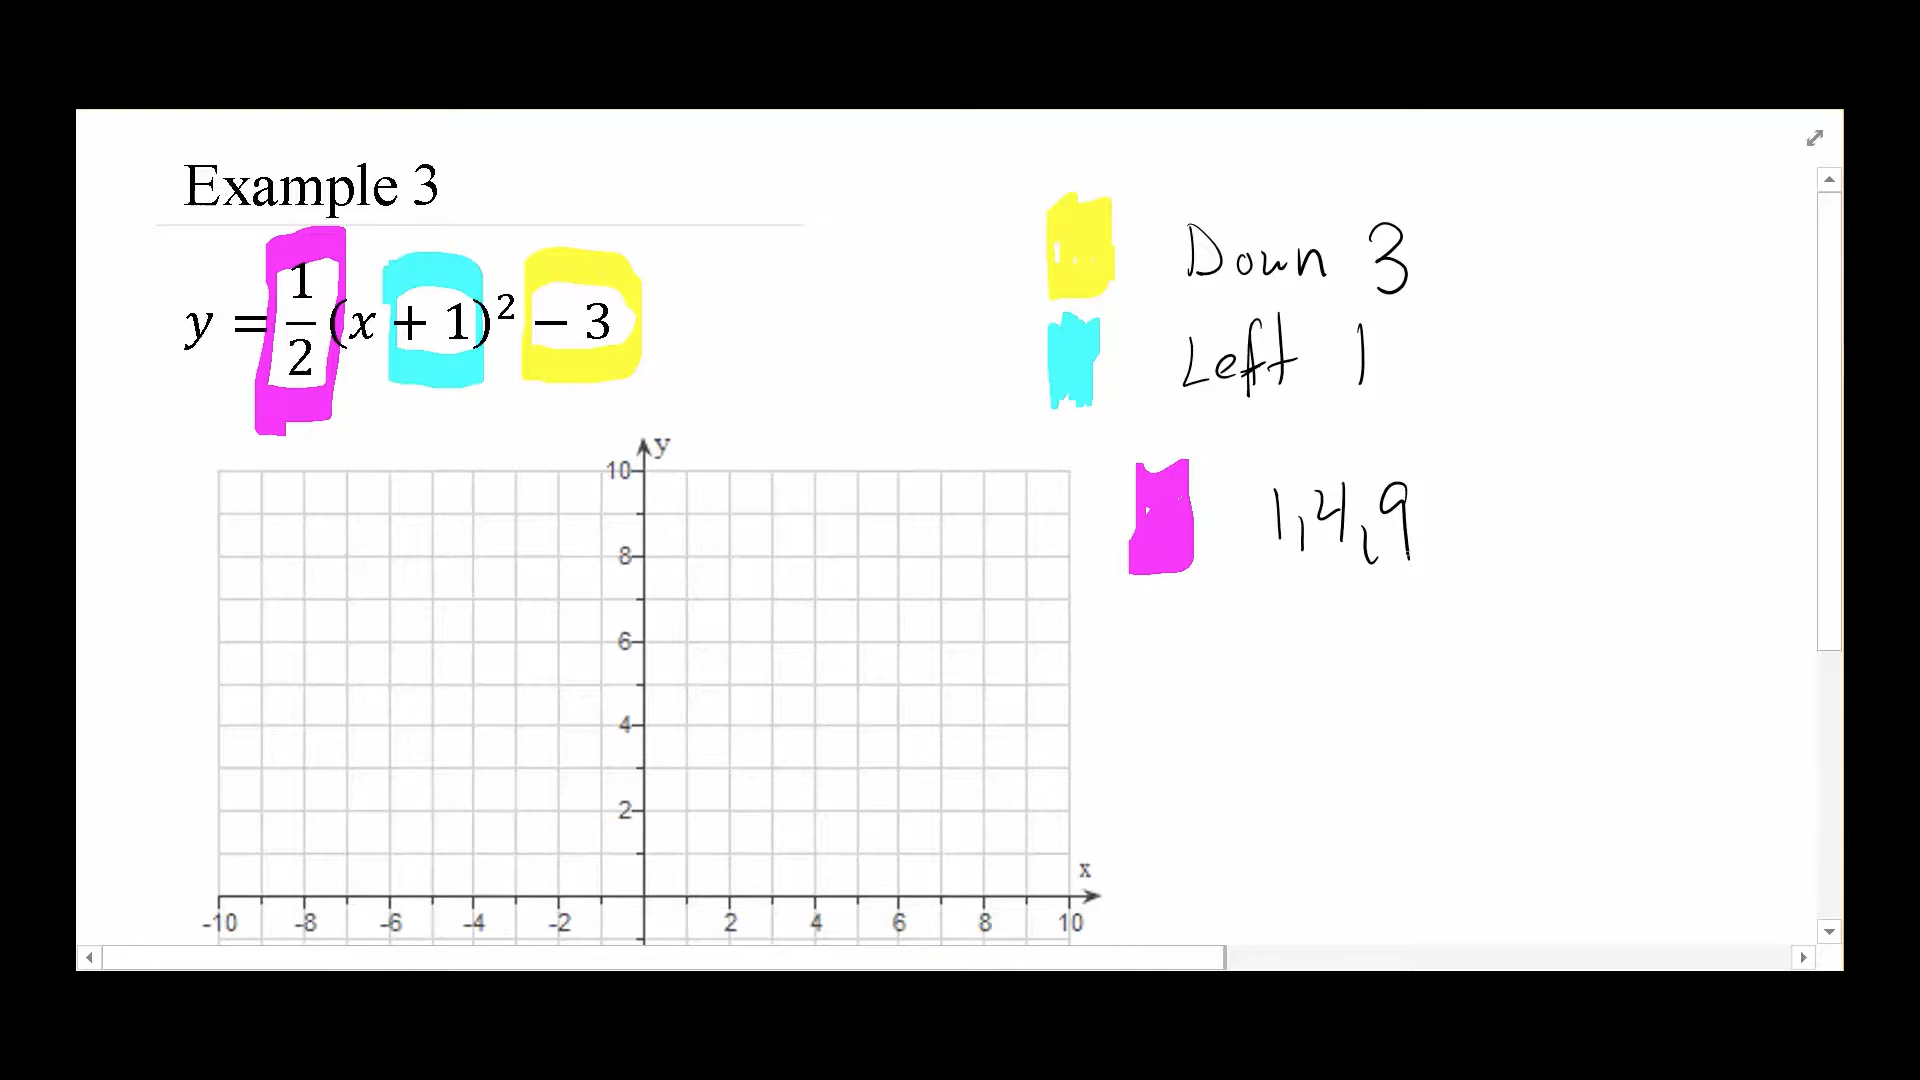 Example 3
y = 1/2 (x + 1)² − 3
Down 3
Left 1
1, 4, 9
y
10
8
6
4
2
x
-10 -8 -6 -4 -2 2 4 6 8 10